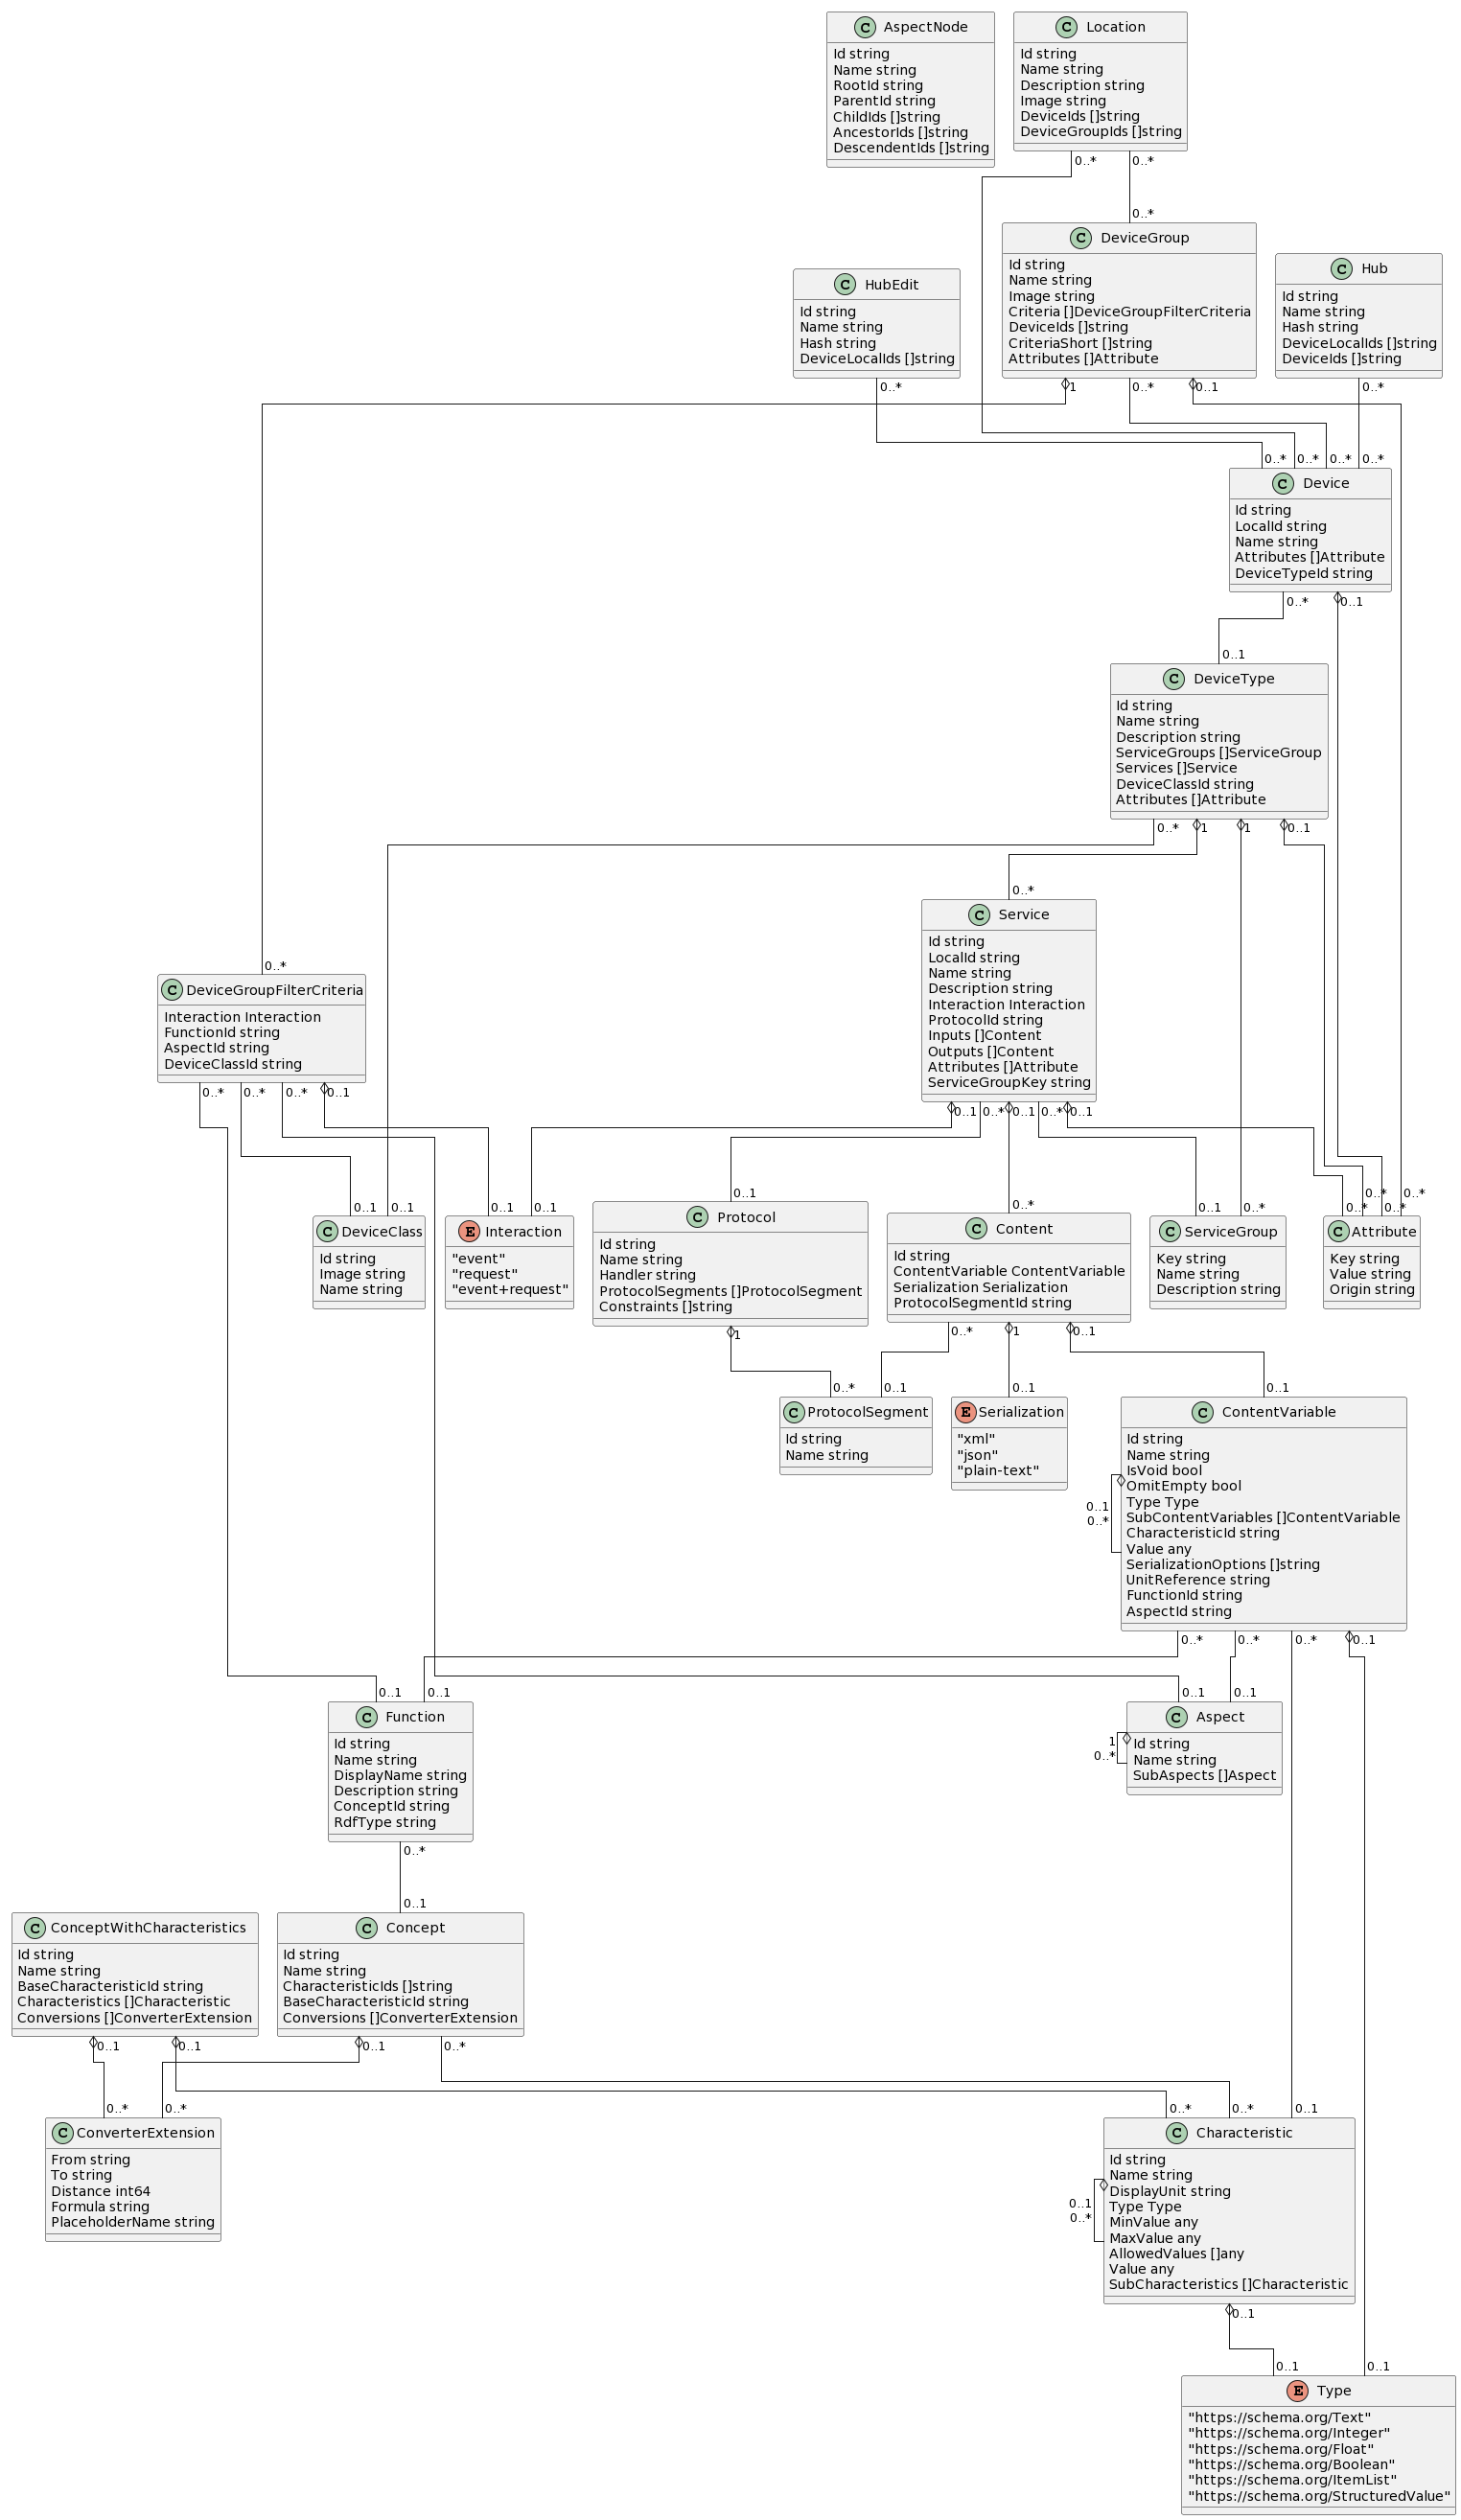 C AspectNode
Id string
Name string
RootId string
ParentId string
ChildIds []string
AncestorIds []string
DescendentIds []string
C Location
Id string
Name string
Description string
Image string
DeviceIds []string
DeviceGroupIds []string
0..*
0..*
0..*
C DeviceGroup
Id string
Name string
Image string
Criteria []DeviceGroupFilterCriteria
DeviceIds []string
CriteriaShort []string
Attributes []Attribute
C HubEdit
Id string
Name string
Hash string
DeviceLocalIds []string
C Hub
Id string
Name string
Hash string
DeviceLocalIds []string
DeviceIds []string
0..*
1
0..*
0..1
0..*
0..*
0..*
0..*
0..*
C Device
Id string
LocalId string
Name string
Attributes []Attribute
DeviceTypeId string
0..*
0..1
0..1
C DeviceType
Id string
Name string
Description string
ServiceGroups []ServiceGroup
Services []Service
DeviceClassId string
Attributes []Attribute
0..*
1
1
0..1
0..*
C Service
Id string
LocalId string
Name string
Description string
Interaction Interaction
ProtocolId string
Inputs []Content
Outputs []Content
Attributes []Attribute
ServiceGroupKey string
0..*
C DeviceGroupFilterCriteria
Interaction Interaction
FunctionId string
AspectId string
DeviceClassId string
0..*
0..*
0..*
0..1
0..1
0..*
0..1
0..*
0..1
0..1
0..1
0..1
0..1
0..1
0..*
0..1
0..*
0..*
0..*
0..*
0..*
C DeviceClass
Id string
Image string
Name string
E Interaction
"event"
"request"
"event+request"
C Protocol
Id string
Name string
Handler string
ProtocolSegments []ProtocolSegment
Constraints []string
C Content
Id string
ContentVariable ContentVariable
Serialization Serialization
ProtocolSegmentId string
C ServiceGroup
Key string
Name string
Description string
C Attribute
Key string
Value string
Origin string
1
0..*
1
0..1
0..*
0..1
0..1
0..1
C ProtocolSegment
Id string
Name string
E Serialization
"xml"
"json"
"plain-text"
C ContentVariable
Id string
Name string
IsVoid bool
OmitEmpty bool
Type Type
SubContentVariables []ContentVariable
CharacteristicId string
Value any
SerializationOptions []string
UnitReference string
FunctionId string
AspectId string
0..1
0..*
0..*
0..*
0..*
0..1
0..1
0..1
0..1
0..1
C Function
Id string
Name string
DisplayName string
Description string
ConceptId string
RdfType string
C Aspect
Id string
Name string
SubAspects []Aspect
1
0..*
0..*
0..1
C ConceptWithCharacteristics
Id string
Name string
BaseCharacteristicId string
Characteristics []Characteristic
Conversions []ConverterExtension
C Concept
Id string
Name string
CharacteristicIds []string
BaseCharacteristicId string
Conversions []ConverterExtension
0..1
0..1
0..1
0..*
0..*
0..*
0..*
0..*
0..1
C ConverterExtension
From string
To string
Distance int64
Formula string
PlaceholderName string
C Characteristic
Id string
Name string
DisplayUnit string
Type Type
MinValue any
MaxValue any
AllowedValues []any
Value any
SubCharacteristics []Characteristic
0..1
0..*
0..1
0..1
0..1
E Type
"https://schema.org/Text"
"https://schema.org/Integer"
"https://schema.org/Float"
"https://schema.org/Boolean"
"https://schema.org/ItemList"
"https://schema.org/StructuredValue"